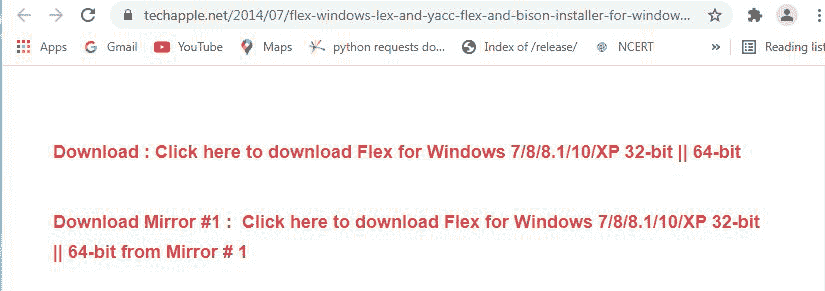 techapple.net/2014/07/flex-windows-lex-and-yacc-flex-and-bison-installer-for-window...
Apps Gmail YouTube Maps python requests do... Index of /release/ NCERT » Reading list
Download : Click here to download Flex for Windows 7/8/8.1/10/XP 32-bit || 64-bit
Download Mirror #1 : Click here to download Flex for Windows 7/8/8.1/10/XP 32-bit
|| 64-bit from Mirror # 1